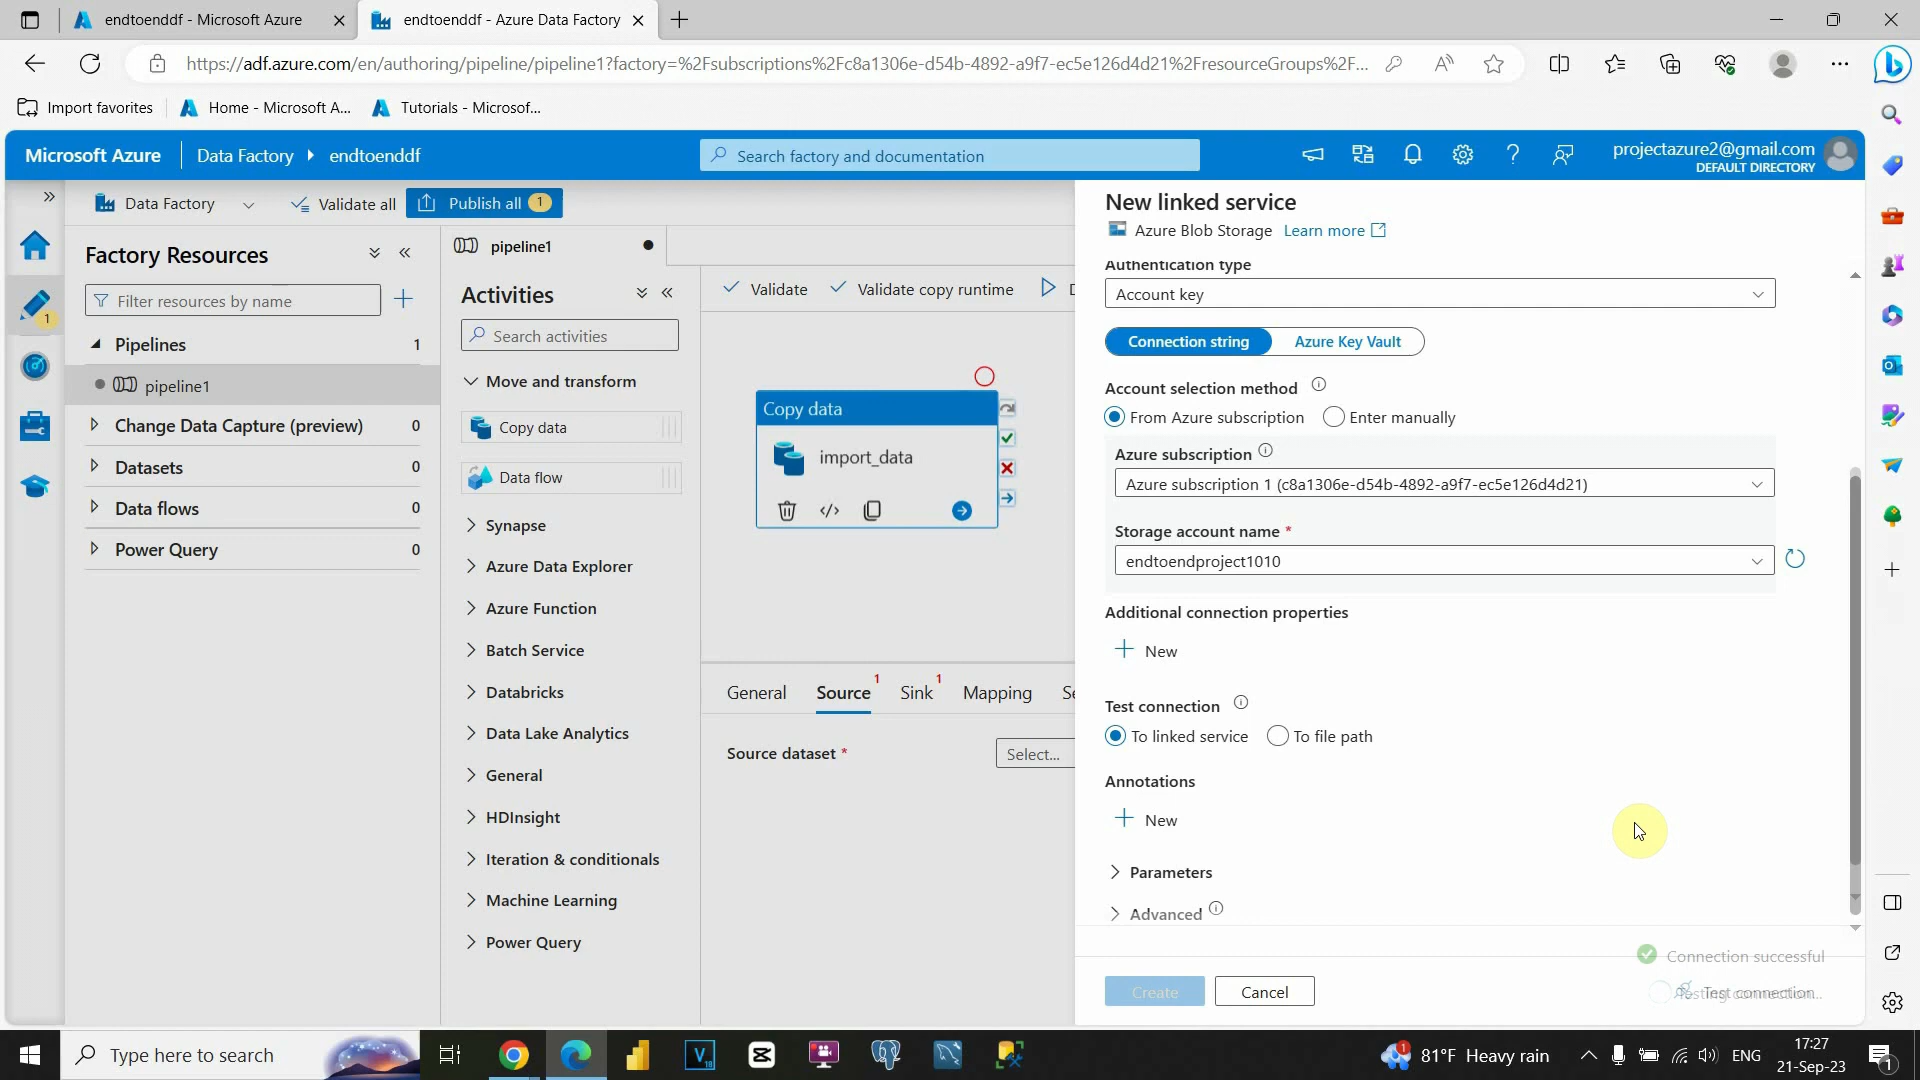 endtoenddf - Microsoft Azure
endtoenddf - Azure Data Factory
https://adf.azure.com/en/authoring/pipeline/pipeline1?factory=%2Fsubscriptions%2Fc8a1306e-d54b-4892-a9f7-ec5e126d4d21%2FresourceGroups%2F...
Import favorites
Home - Microsoft A...
Tutorials - Microsof...
Microsoft Azure
Data Factory
endtoenddf
Search factory and documentation
projectazure2@gmail.com
DEFAULT DIRECTORY
Data Factory
Validate all
Publish all 1
Factory Resources
Filter resources by name
1
Pipelines 1
pipeline1
Change Data Capture (preview) 0
Datasets 0
Data flows 0
Power Query 0
pipeline1
Activities
Search activities
Move and transform
Copy data
Data flow
Synapse
Azure Data Explorer
Azure Function
Batch Service
Databricks
Data Lake Analytics
General
HDInsight
Iteration & conditionals
Machine Learning
Power Query
Validate
Validate copy runtime
Copy data
import_data
General
Source 1
Sink 1
Mapping
Source dataset *
Select...
New linked service
Azure Blob Storage Learn more
Authentication type
Account key
Connection string
Azure Key Vault
Account selection method
From Azure subscription
Enter manually
Azure subscription
Azure subscription 1 (c8a1306e-d54b-4892-a9f7-ec5e126d4d21)
Storage account name *
endtoendproject1010
Additional connection properties
New
Test connection
To linked service
To file path
Annotations
New
Parameters
Advanced
Connection successful
Create
Cancel
Type here to search
81°F Heavy rain
ENG
17:27
21-Sep-23
1